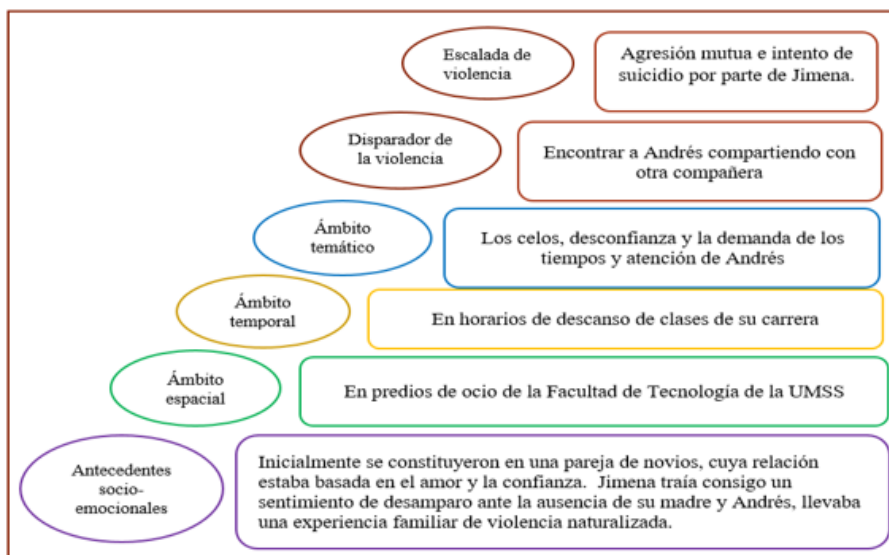 Escalada de
violencia
Agresión mutua e intento de
suicidio por parte de Jimena.
Disparador de
la violencia
Encontrar a Andrés compartiendo con
otra compañera
Ámbito
temático
Los celos, desconfianza y la demanda de los
tiempos y atención de Andrés
Ámbito
temporal
En horarios de descanso de clases de su carrera
Ámbito
espacial
En predios de ocio de la Facultad de Tecnología de la UMSS
Antecedentes
socio-
emocionales
Inicialmente se constituyeron en una pareja de novios, cuya relación
estaba basada en el amor y la confianza. Jimena traía consigo un
sentimiento de desamparo ante la ausencia de su madre y Andrés, llevaba
una experiencia familiar de violencia naturalizada.